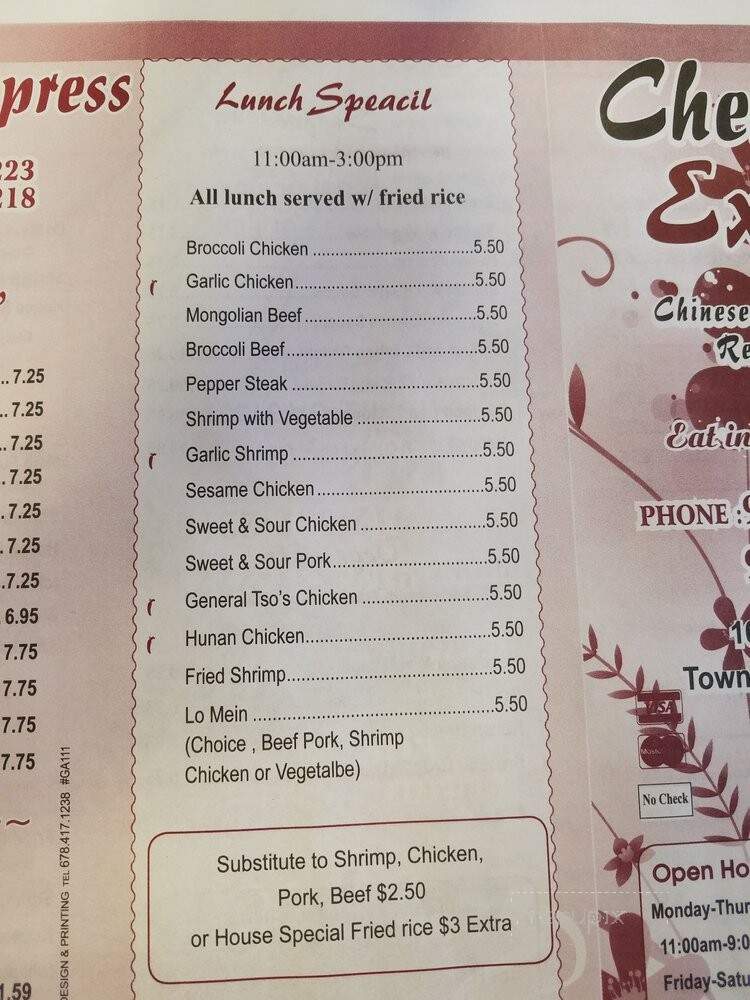 press
223
218
.. 7.25
.. 7.25
.. 7.25
. 7.25
. 7.25
. 7.25
.7.25
6.95
7.75
7.75
7.75
7.75
1.59
DESIGN & PRINTING TEL 678.417.1238 #GA111
Lunch Speacil
11:00am-3:00pm
All lunch served w/ fried rice
Broccoli Chicken ........................................5.50
Garlic Chicken............................................5.50
Mongolian Beef ..........................................5.50
Broccoli Beef..............................................5.50
Pepper Steak .............................................5.50
Shrimp with Vegetable ..............................5.50
Garlic Shrimp .............................................5.50
Sesame Chicken ........................................5.50
Sweet & Sour Chicken ..............................5.50
Sweet & Sour Pork.....................................5.50
General Tso's Chicken ..............................5.50
Hunan Chicken...........................................5.50
Fried Shrimp...............................................5.50
Lo Mein ......................................................5.50
(Choice , Beef Pork, Shrimp
Chicken or Vegetalbe)
Substitute to Shrimp, Chicken,
Pork, Beef $2.50
or House Special Fried rice $3 Extra
Che
Ex
Chinese
Re
Eat in
PHONE :
10
Town
VISA
No Check
Open Ho
Monday-Thur
11:00am-9:0
Friday-Satu